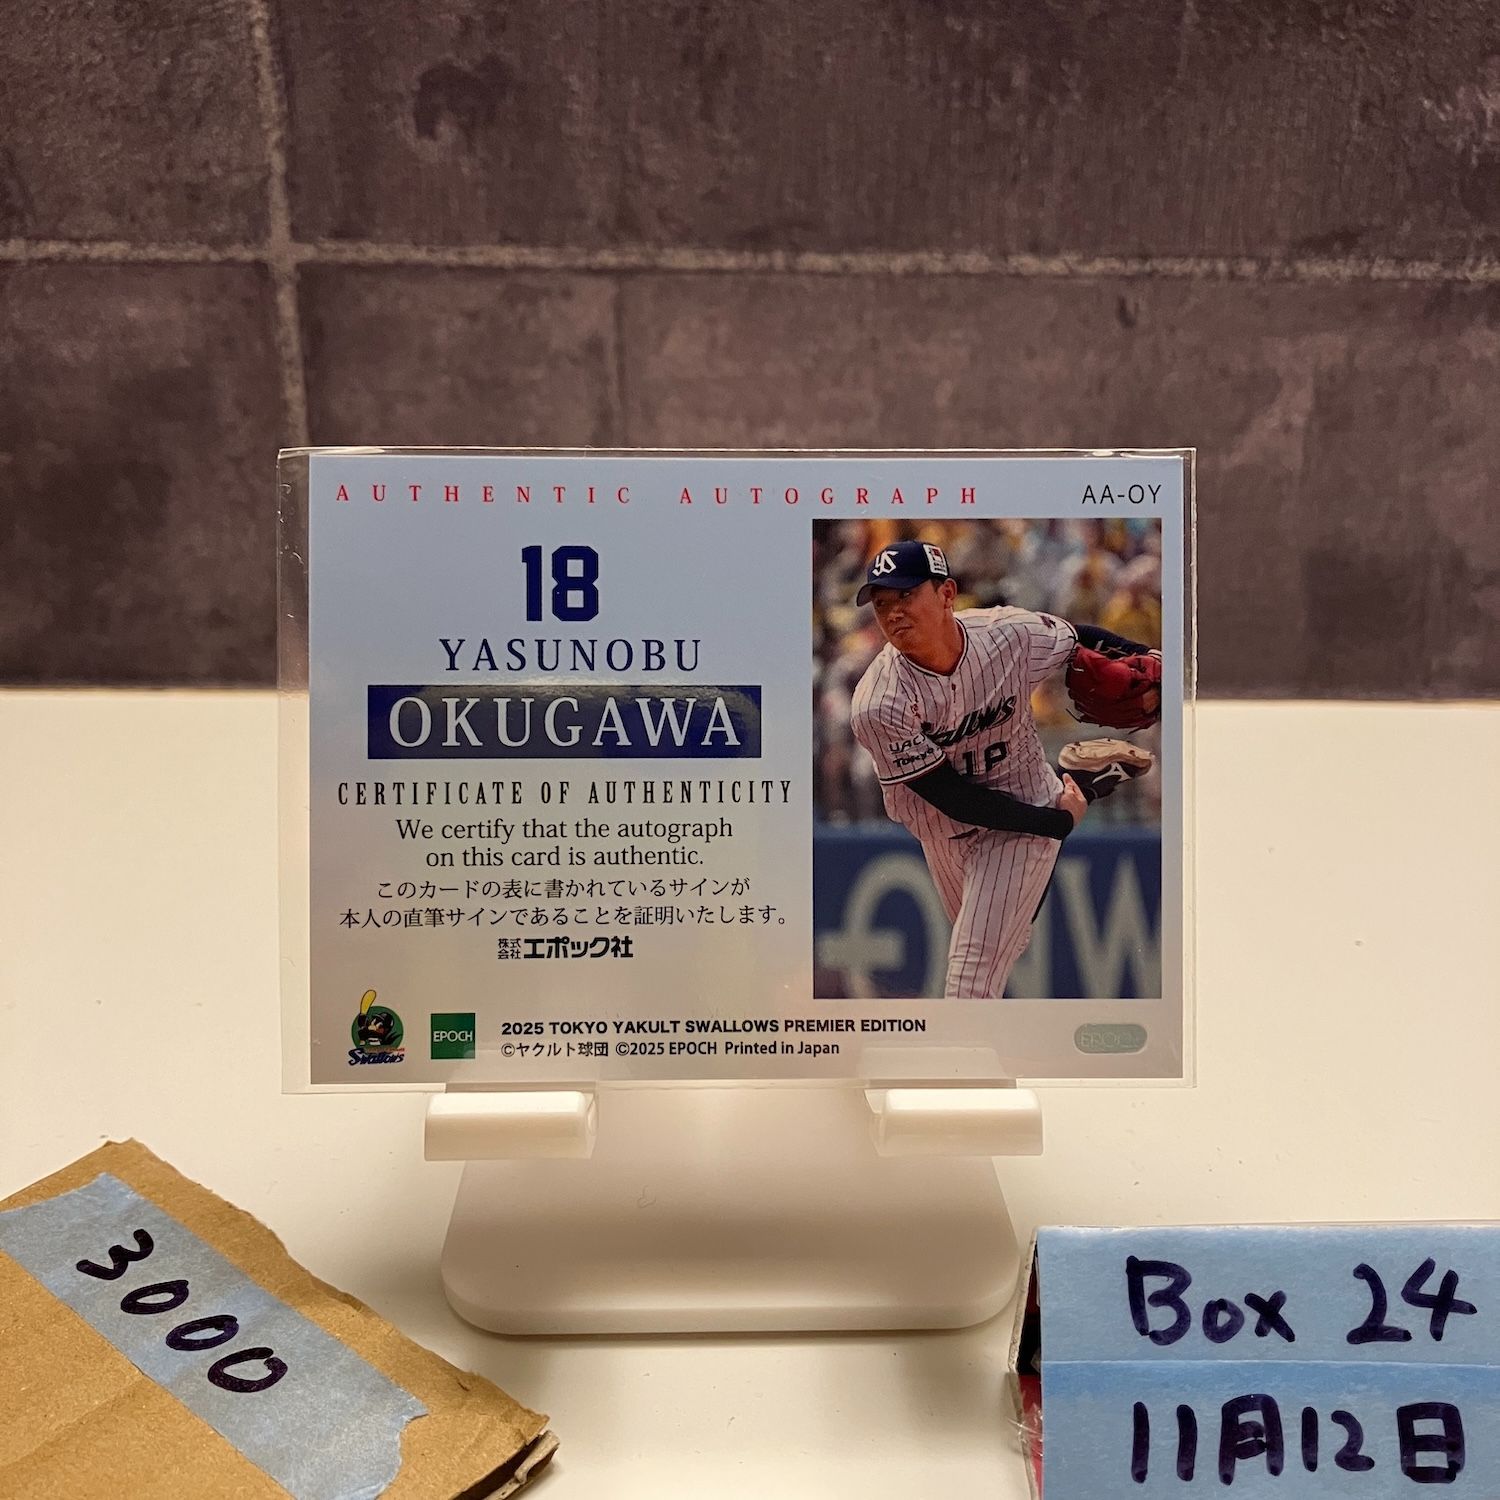 AUTHENTIC AUTOGRAPH
AA-OY
18
YASUNOBU
OKUGAWA
CERTIFICATE OF AUTHENTICITY
We certify that the autograph
on this card is authentic.
このカードの表に書かれているサインが
本人の直筆サインであることを証明いたします。
株式会社エポック社
Swallows
EPOCH
2025 TOKYO YAKULT SWALLOWS PREMIER EDITION
©ヤクルト球団 ©2025 EPOCH Printed in Japan
EPOCH
YS
Swallows
18
3000
Box 24
11月12日